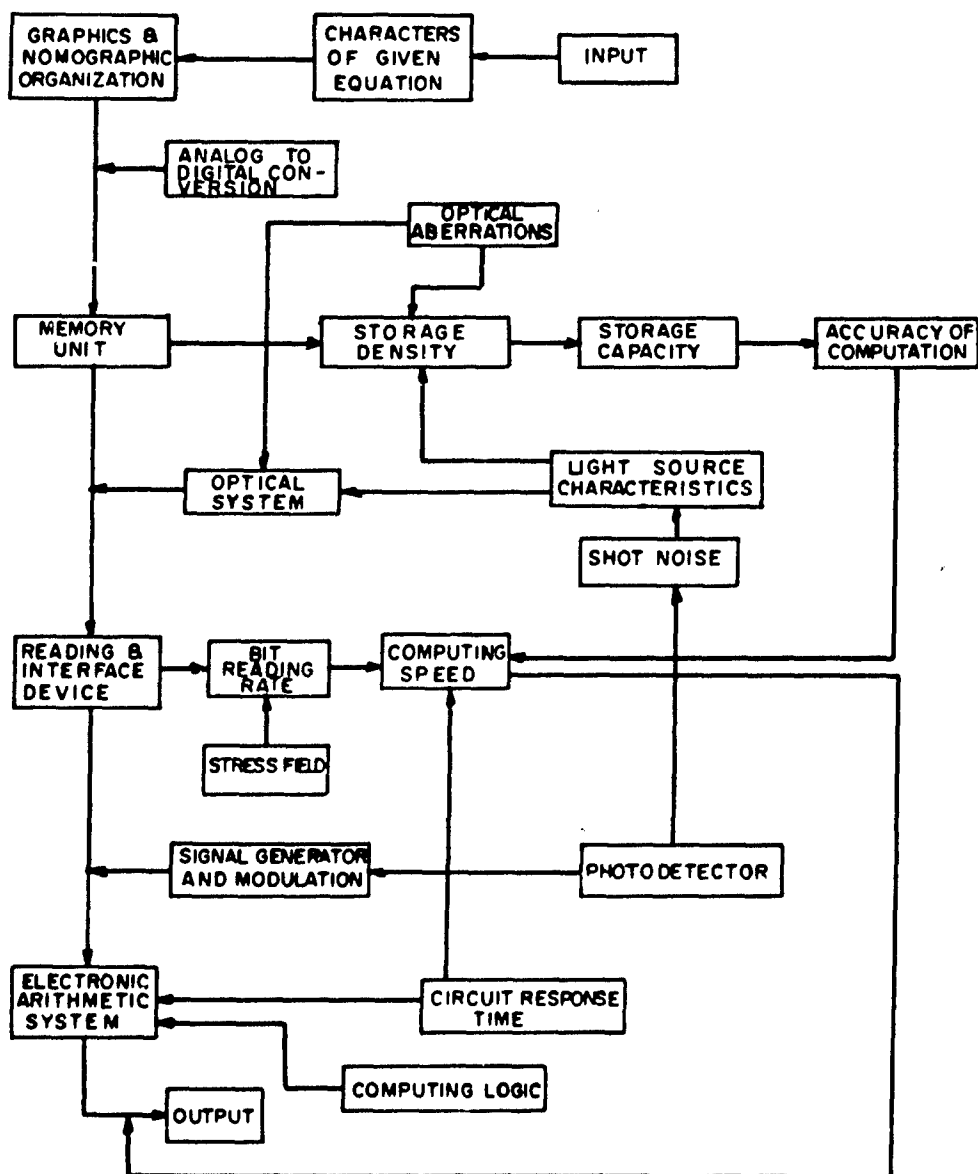 GRAPHICS &
NOMOGRAPHIC
ORGANIZATION
CHARACTERS
OF GIVEN
EQUATION
INPUT
ANALOG TO
DIGITAL CON-
VERSION
OPTICAL
ABERRATIONS
MEMORY
UNIT
STORAGE
DENSITY
STORAGE
CAPACITY
ACCURACY OF
COMPUTATION
OPTICAL
SYSTEM
LIGHT SOURCE
CHARACTERISTICS
SHOT NOISE
READING &
INTERFACE
DEVICE
BIT
READING
RATE
COMPUTING
SPEED
STRESS FIELD
SIGNAL GENERATOR
AND MODULATION
PHOTO DETECTOR
ELECTRONIC
ARITHMETIC
SYSTEM
CIRCUIT RESPONSE
TIME
COMPUTING LOGIC
OUTPUT